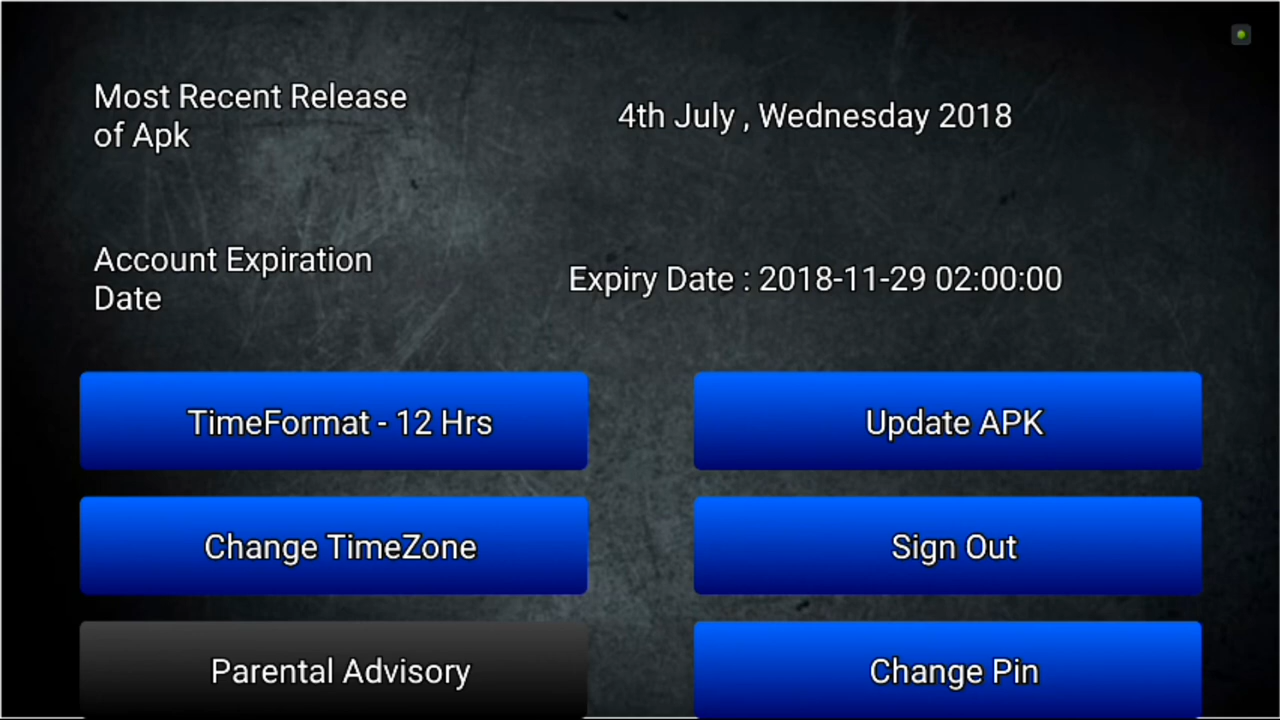 Most Recent Release
of Apk
4th July , Wednesday 2018
Account Expiration
Date
Expiry Date : 2018-11-29 02:00:00
TimeFormat - 12 Hrs
Update APK
Change TimeZone
Sign Out
Parental Advisory
Change Pin